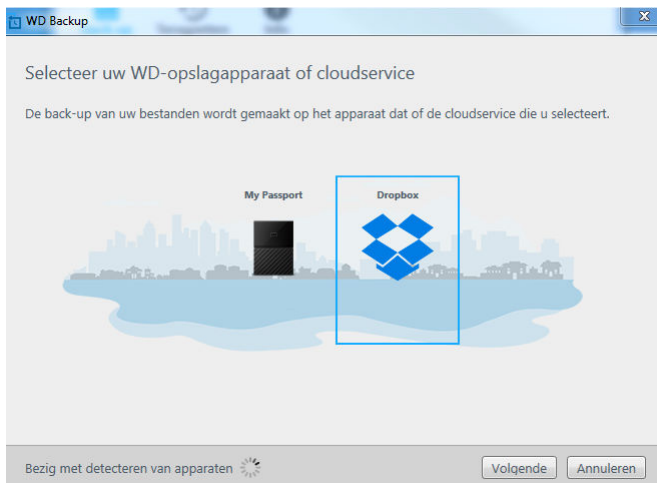 WD Backup
Selecteer uw WD-opslagapparaat of cloudservice
De back-up van uw bestanden wordt gemaakt op het apparaat dat of de cloudservice die u selecteert.
My Passport
Dropbox
Bezig met detecteren van apparaten
Volgende
Annuleren